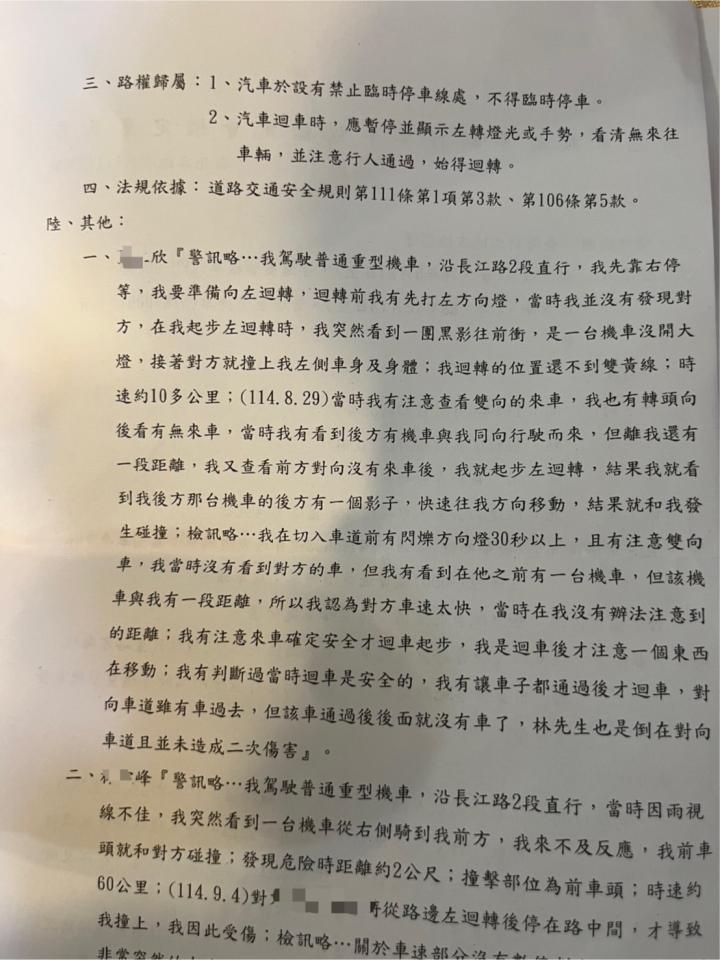 三、路權歸屬：1、汽車於設有禁止臨時停車線處，不得臨時停車。
2、汽車迴車時，應暫停並顯示左轉燈光或手勢，看清無來往
車輛，並注意行人通過，始得迴轉。
四、法規依據：道路交通安全規則第111條第1項第3款、第106條第5款。
陸、其他：
一、欣『警訊略…我駕駛普通重型機車，沿長江路2段直行，我先靠右停
等，我要準備向左迴轉，迴轉前我有先打左方向燈，當時我並沒有發現對
方，在我起步左迴轉時，我突然看到一團黑影往前衝，是一台機車沒開大
燈，接著對方就撞上我左側車身及身體；我迴轉的位置還不到雙黃線；時
速約10多公里；(114.8.29)當時我有注意查看雙向的來車，我也有轉頭向
後看有無來車，當時我有看到後方有機車與我同向行駛而來，但離我還有
一段距離，我又查看前方對向沒有來車後，我就起步左迴轉，結果我就看
到我後方那台機車的後方有一個影子，快速往我方向移動，結果就和我發
生碰撞；檢訊略…我在切入車道前有閃爍方向燈30秒以上，且有注意雙向
車，我當時沒有看到對方的車，但我有看到在他之前有一台機車，但該機
車與我有一段距離，所以我認為對方車速太快，當時在我沒有辦法注意到
的距離；我有注意來車確定安全才迴車起步，我是迴車後才注意一個東西
在移動；我有判斷過當時迴車是安全的，我有讓車子都通過後才迴車，對
向車道雖有車過去，但該車通過後後面就沒有車了，林先生也是倒在對向
車道且並未造成二次傷害』。
二、峰『警訊略…我駕駛普通重型機車，沿長江路2段直行，當時因雨視
線不佳，我突然看到一台機車從右側騎到我前方，我來不及反應，我前車
頭就和對方碰撞；發現危險時距離約2公尺；撞擊部位為前車頭；時速約
60公里；(114.9.4)對從路邊左迴轉後停在路中間，才導致
我撞上，我因此受傷；檢訊略…關於車速部分沒有
非常突然